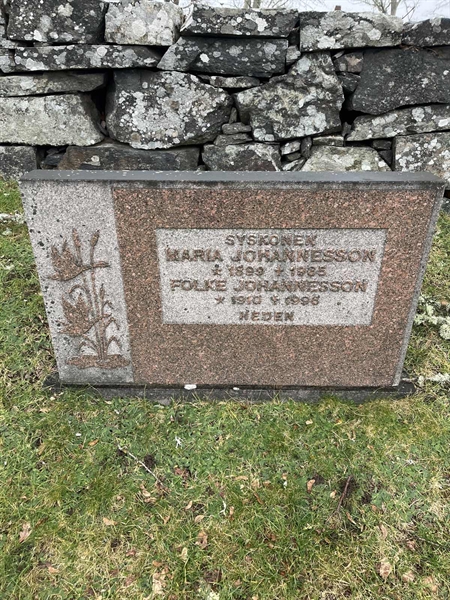 SYSKONEN
MARIA JOHANNESSON
* 1899 + 1985
FOLKE JOHANNESSON
* 1910 + 1996
HEDEN